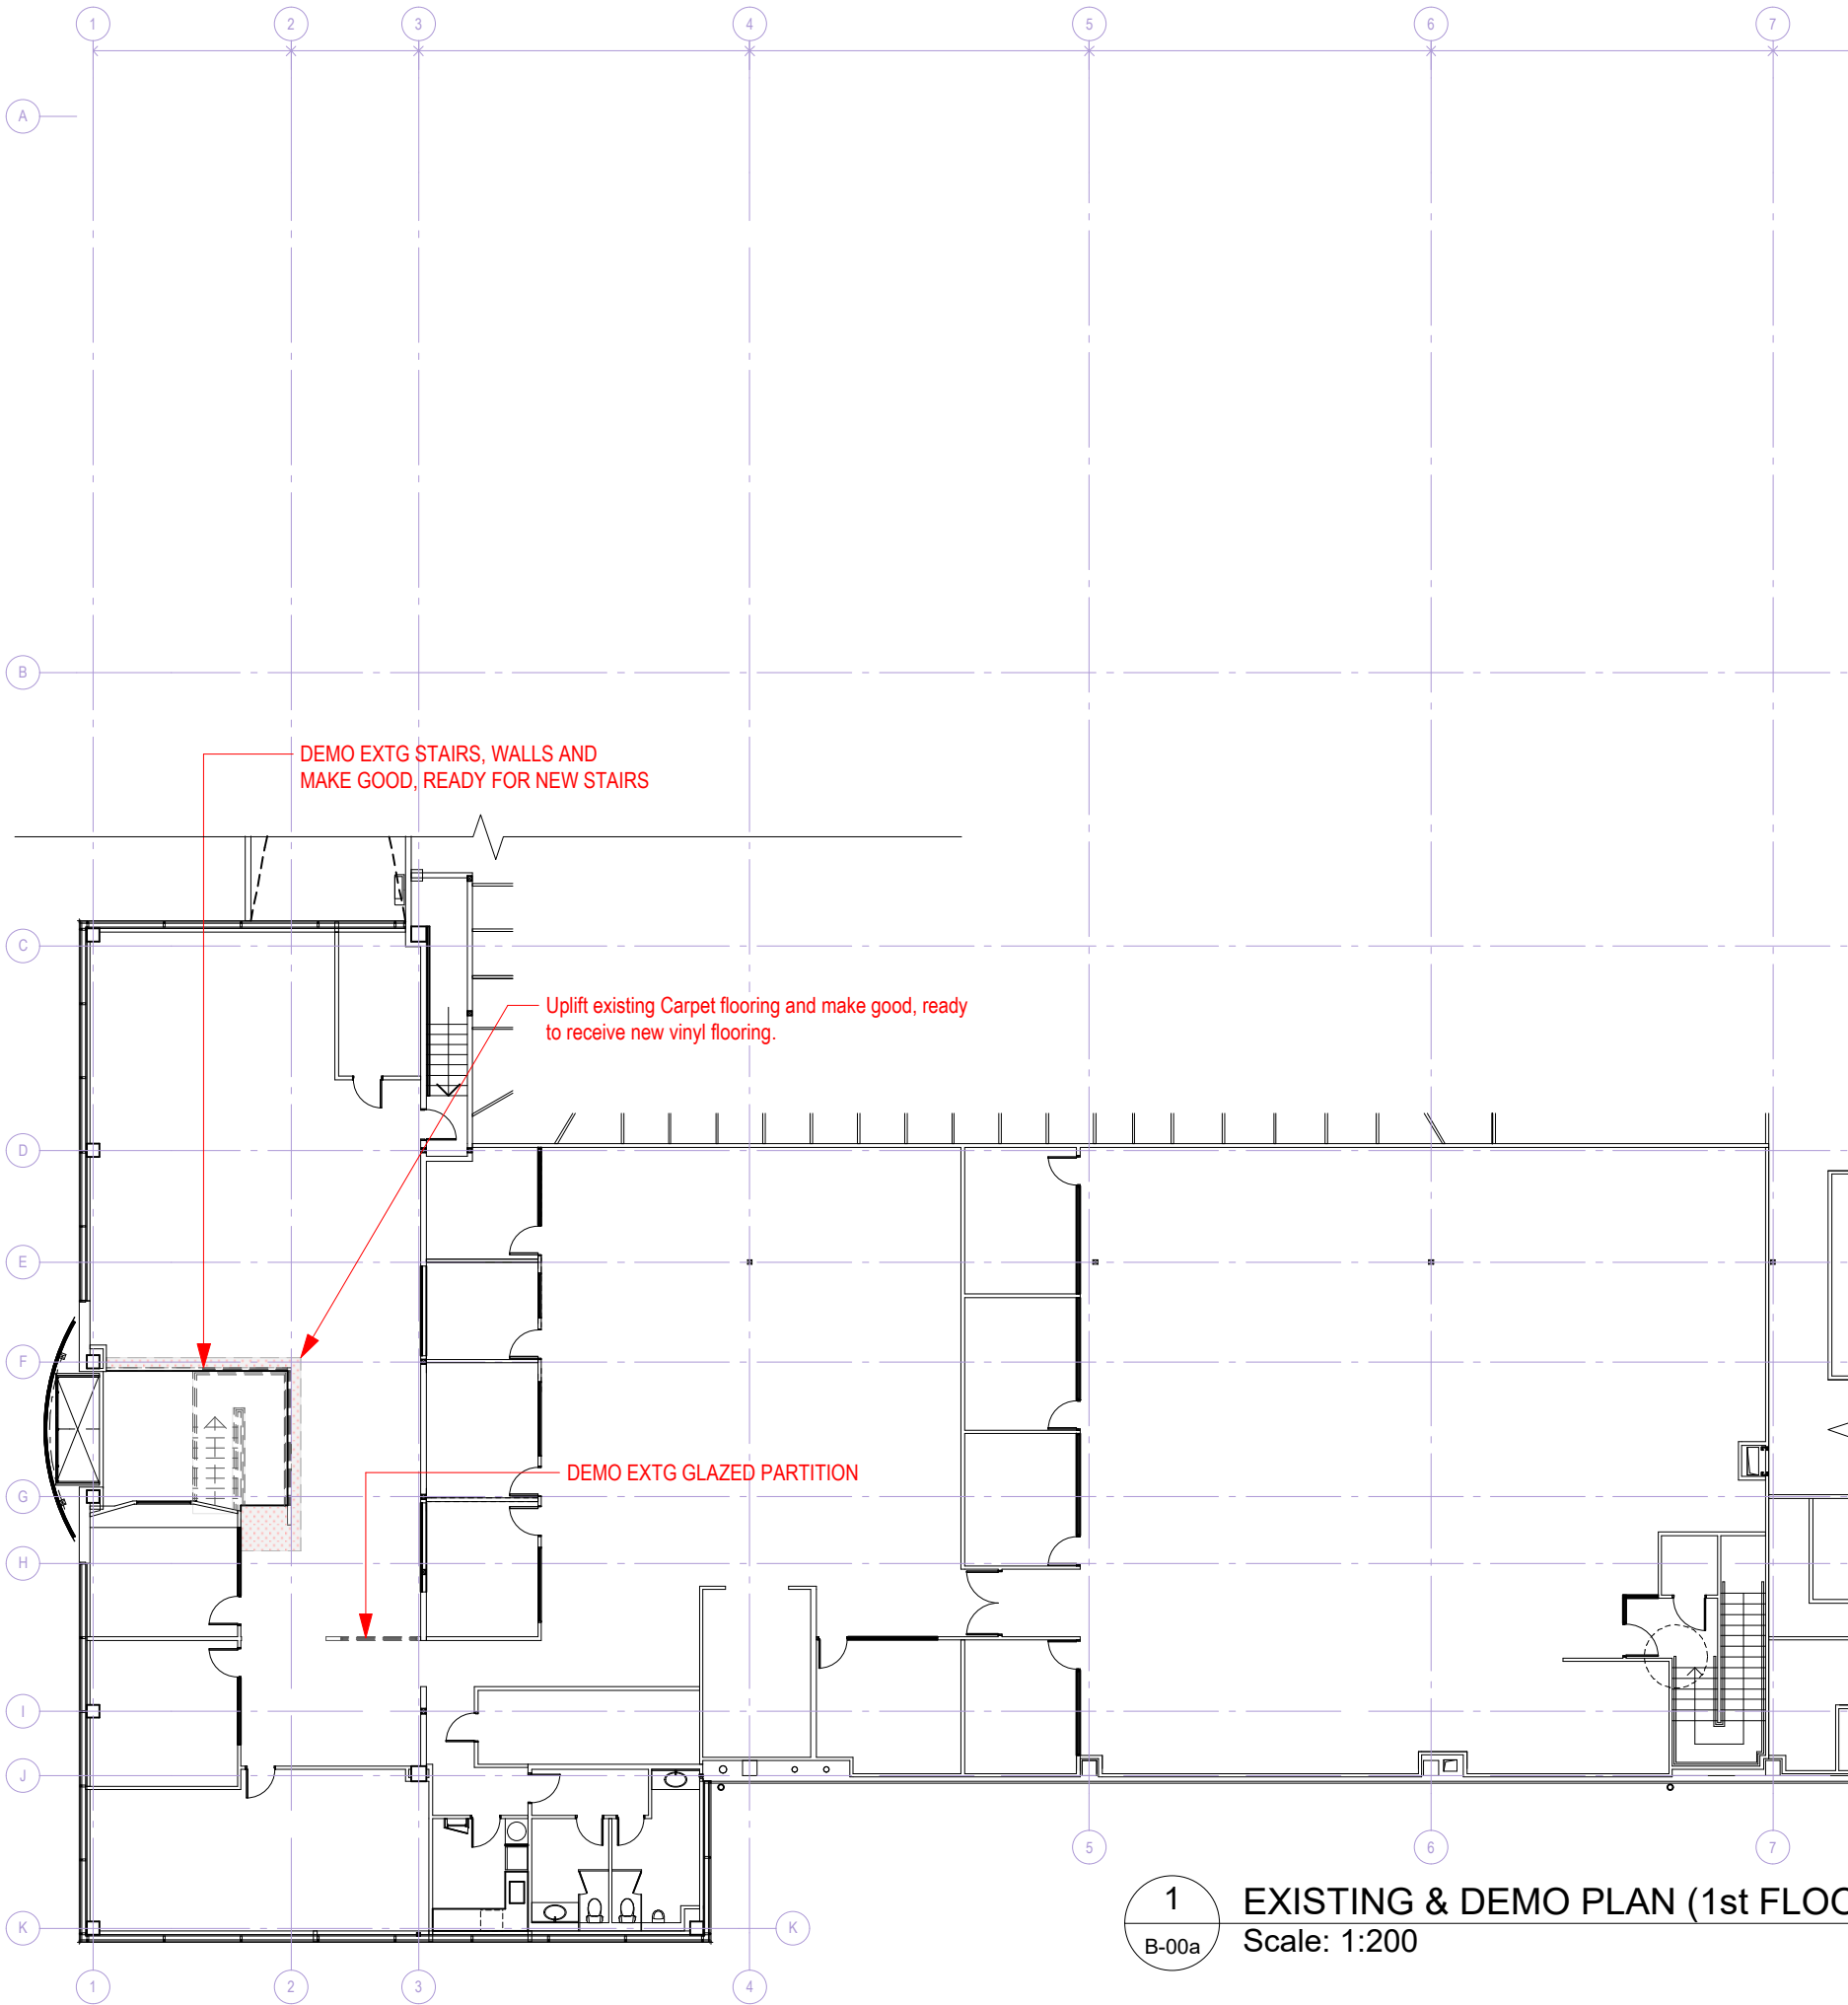 1 2 3 4 5 6 7
A
B
DEMO EXTG STAIRS, WALLS AND
MAKE GOOD, READY FOR NEW STAIRS
C
Uplift existing Carpet flooring and make good, ready
to receive new vinyl flooring.
D
E
F
DEMO EXTG GLAZED PARTITION
G
H
I
J
5 6 7
K K
1
B-00a
EXISTING & DEMO PLAN (1st FLOO
Scale: 1:200
1 2 3 4